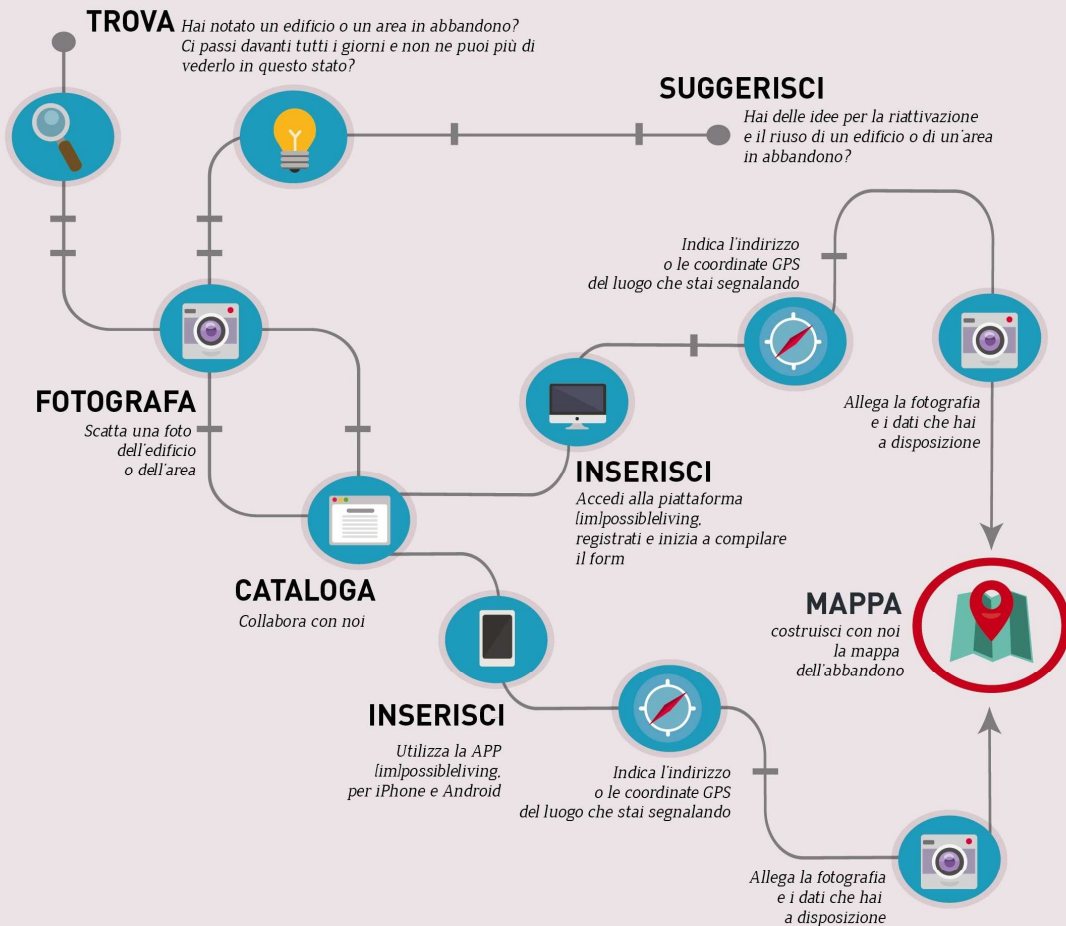 TROVA
Hai notato un edificio o un area in abbandono?
Ci passi davanti tutti i giorni e non ne puoi più di
vederlo in questo stato?
SUGGERISCI
Hai delle idee per la riattivazione
e il riuso di un edificio o di un'area
in abbandono?
FOTOGRAFA
Scatta una foto
dell'edificio
o dell'area
CATALOGA
Collabora con noi
INSERISCI
Accedi alla piattaforma
[im]possibleliving,
registrati e inizia a compilare
il form
Indica l'indirizzo
o le coordinate GPS
del luogo che stai segnalando
Allega la fotografia
e i dati che hai
a disposizione
MAPPA
costruisci con noi
la mappa
dell'abbandono
INSERISCI
Utilizza la APP
[im]possibleliving,
per iPhone e Android
Indica l'indirizzo
o le coordinate GPS
del luogo che stai segnalando
Allega la fotografia
e i dati che hai
a disposizione